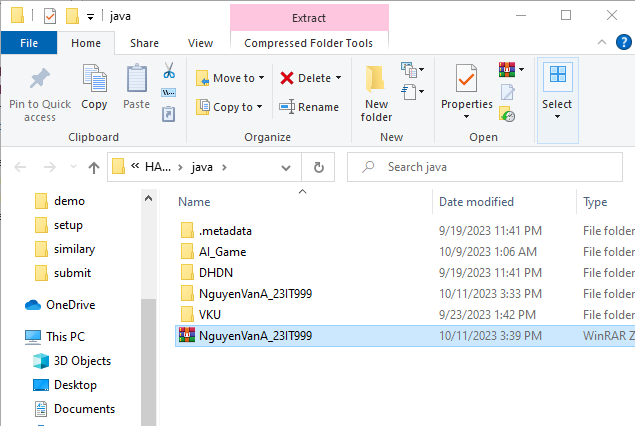 java
Extract
File
Home
Share
View
Compressed Folder Tools
Pin to Quick access
Copy
Paste
Clipboard
Move to
Copy to
Delete
Rename
Organize
New folder
New
Properties
Open
Select
« HA... › java ›
Search java
demo
setup
similary
submit
OneDrive
This PC
3D Objects
Desktop
Documents
Name Date modified Type
.metadata 9/19/2023 11:41 PM File folder
AI_Game 10/9/2023 1:06 AM File folder
DHDN 9/19/2023 11:41 PM File folder
NguyenVanA_23IT999 10/11/2023 3:33 PM File folder
VKU 9/23/2023 1:42 PM File folder
NguyenVanA_23IT999 10/11/2023 3:39 PM WinRAR Z